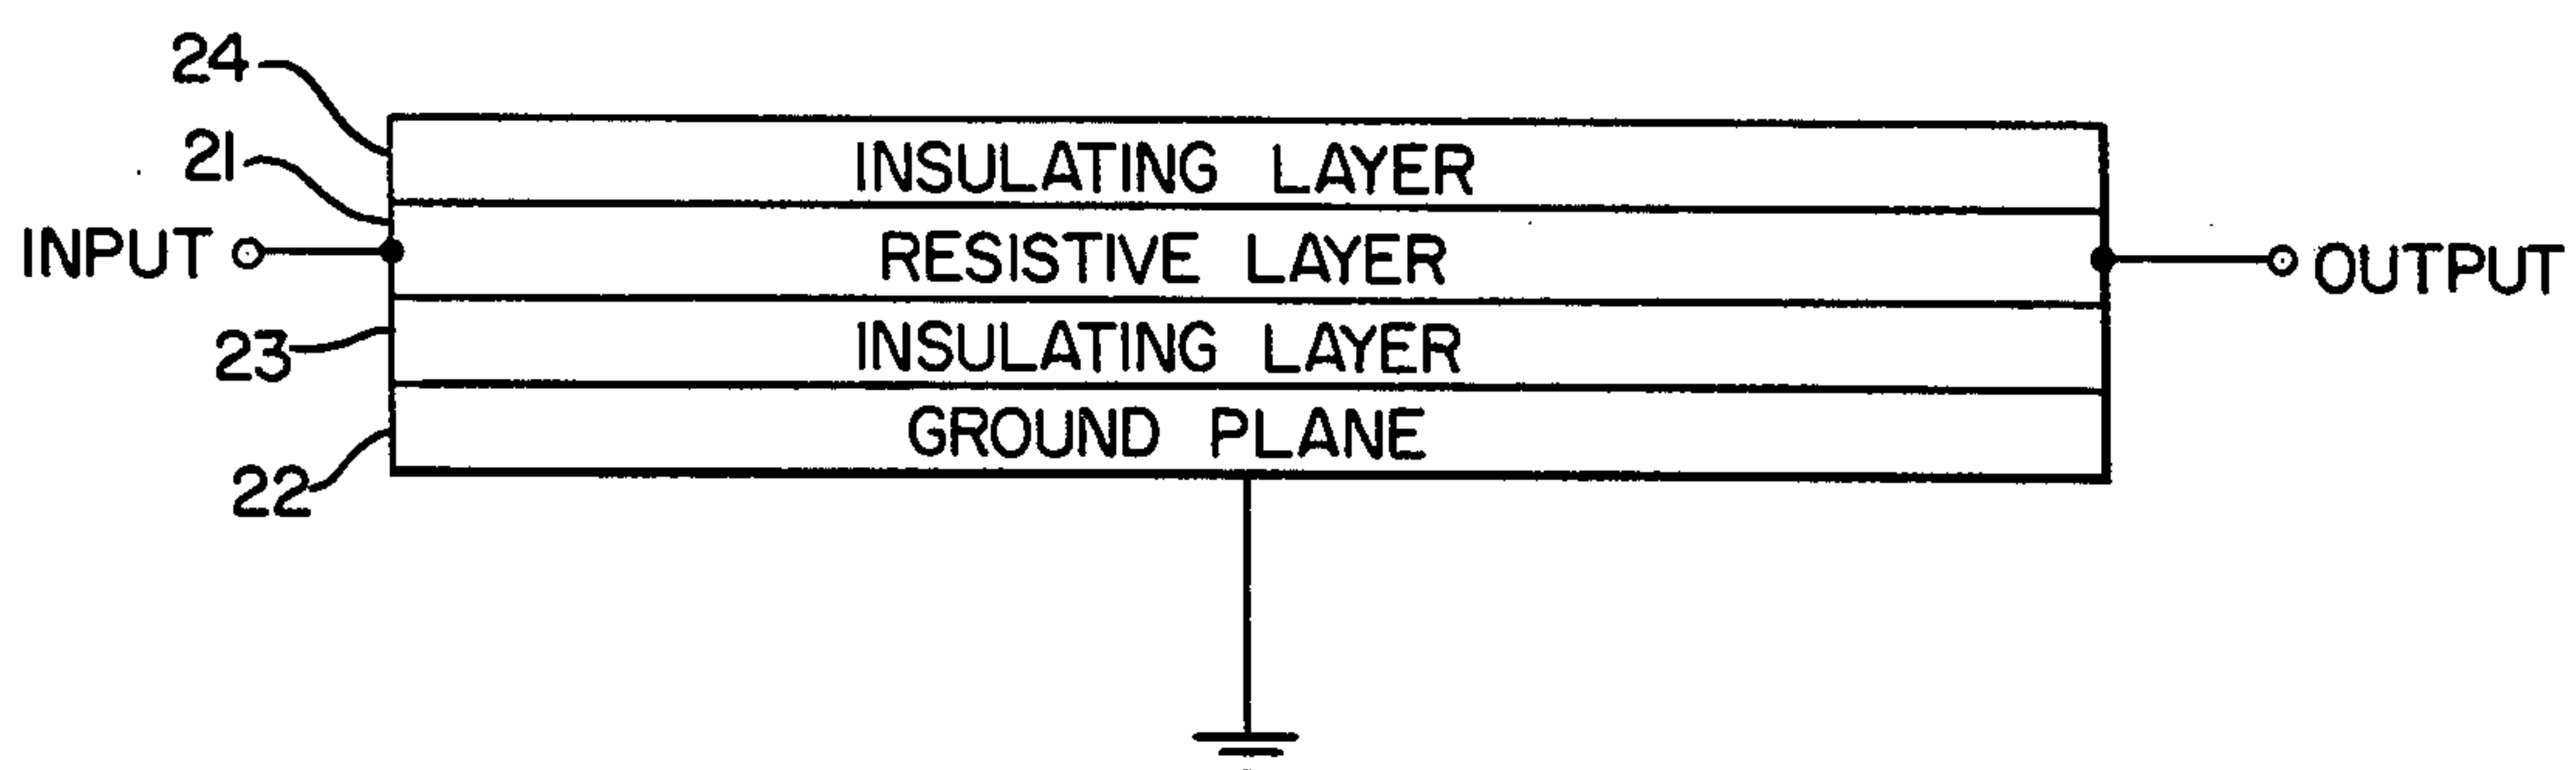 24
INSULATING LAYER
21
INPUT
RESISTIVE LAYER
OUTPUT
23
INSULATING LAYER
22
GROUND PLANE